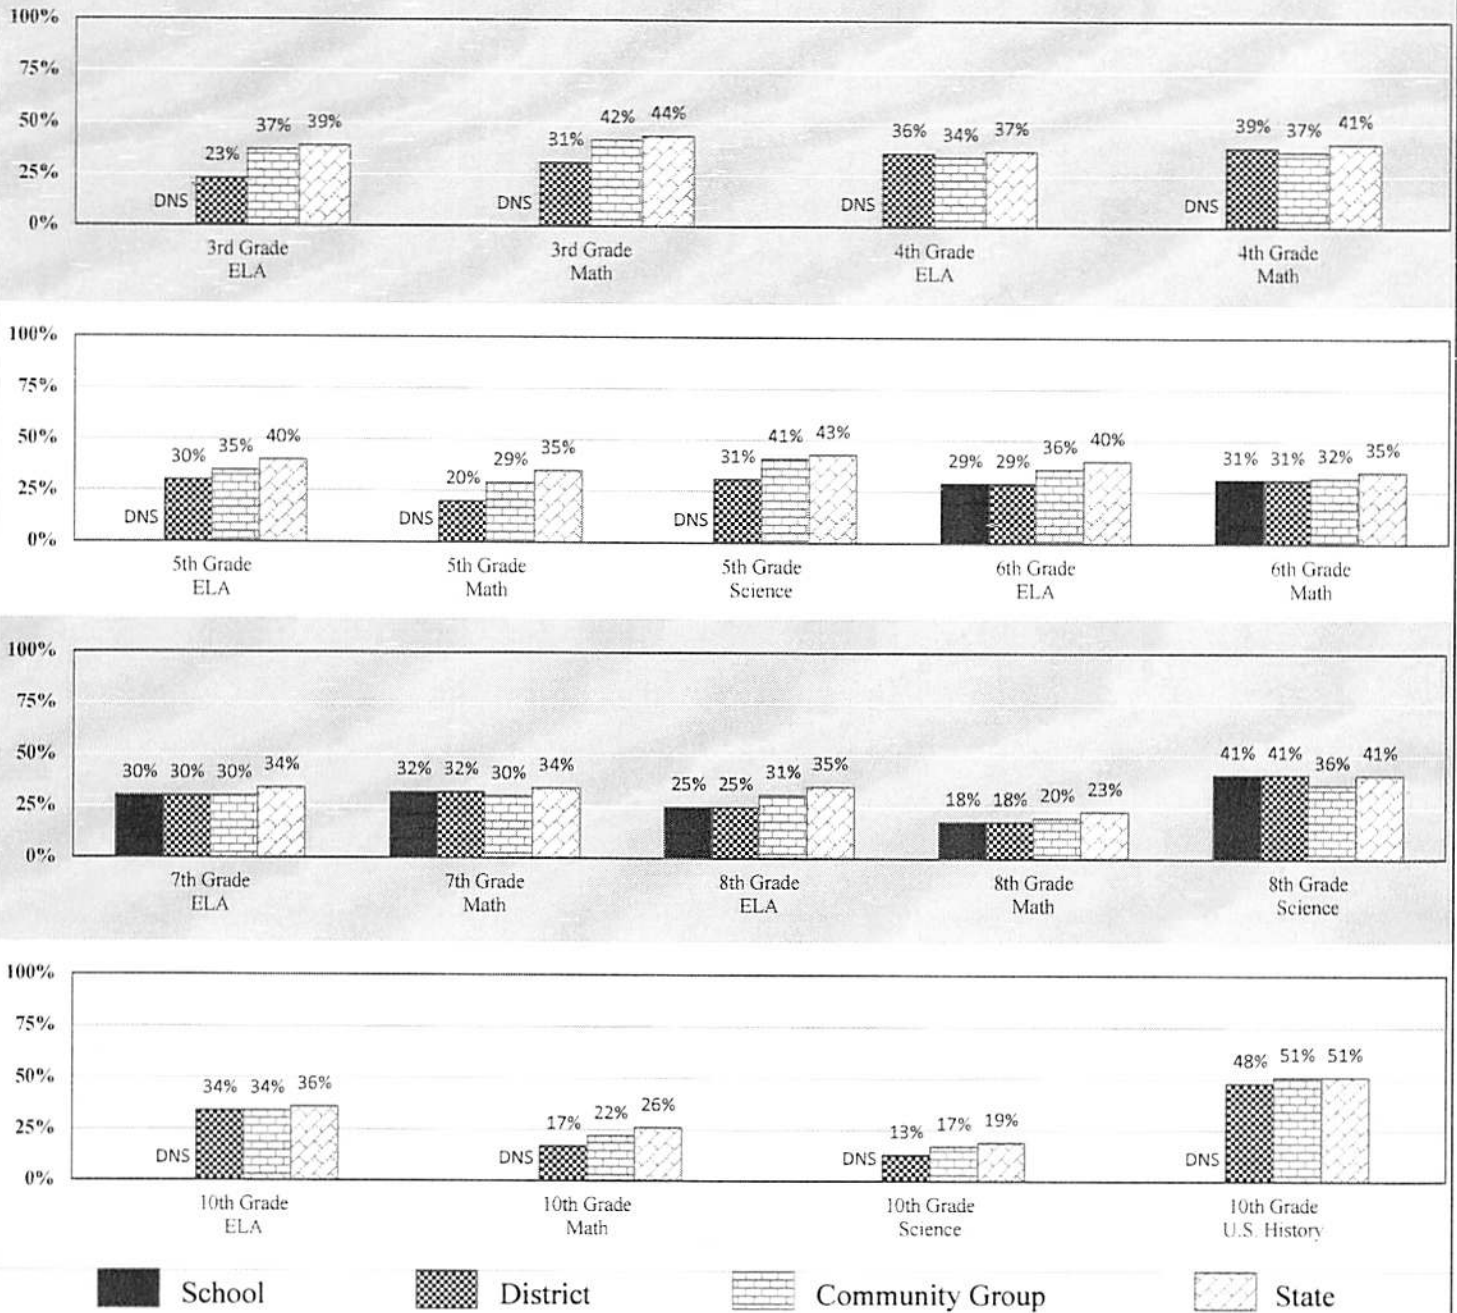 100%
75%
50%
25%
0%
DNS 23% 37% 39%
DNS 31% 42% 44%
DNS 36% 34% 37%
DNS 39% 37% 41%
3rd Grade
ELA
3rd Grade
Math
4th Grade
ELA
4th Grade
Math
100%
75%
50%
25%
0%
DNS 30% 35% 40%
DNS 20% 29% 35%
DNS 31% 41% 43%
29% 29% 36% 40%
31% 31% 32% 35%
5th Grade
ELA
5th Grade
Math
5th Grade
Science
6th Grade
ELA
6th Grade
Math
100%
75%
50%
25%
0%
30% 30% 30% 34%
32% 32% 30% 34%
25% 25% 31% 35%
18% 18% 20% 23%
41% 41% 36% 41%
7th Grade
ELA
7th Grade
Math
8th Grade
ELA
8th Grade
Math
8th Grade
Science
100%
75%
50%
25%
0%
DNS 34% 34% 36%
DNS 17% 22% 26%
DNS 13% 17% 19%
DNS 48% 51% 51%
10th Grade
ELA
10th Grade
Math
10th Grade
Science
10th Grade
U.S. History
School District Community Group State